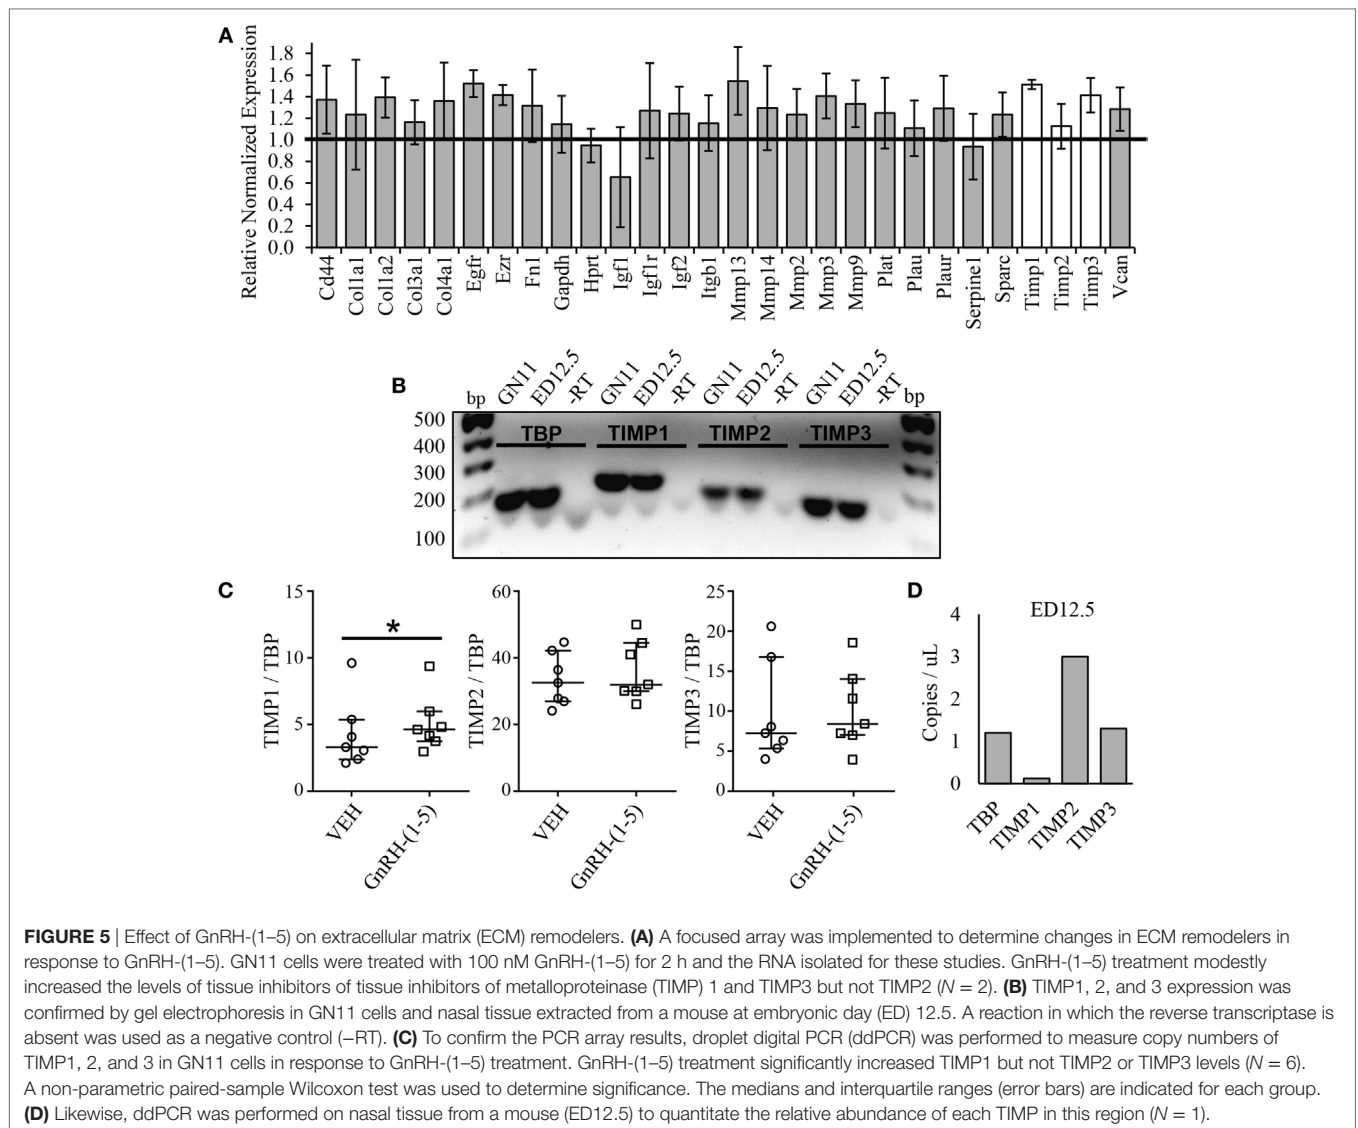 A
Relative Normalized Expression
1.8
1.6
1.4
1.2
1.0
0.8
0.6
0.4
0.2
0.0
Cd44
Col1a1
Col1a2
Col3a1
Col4a1
Egfr
Ezr
Fn1
Gapdh
Hprt
Igf1
Igf1r
Igf2
Itgb1
Mmp13
Mmp14
Mmp2
Mmp3
Mmp9
Plat
Plau
Plaur
Serpine1
Sparc
Timp1
Timp2
Timp3
Vcan
B
bp
GN11
ED12.5
-RT
GN11
ED12.5
-RT
GN11
ED12.5
-RT
GN11
ED12.5
-RT
bp
500
400
300
200
100
TBP
TIMP1
TIMP2
TIMP3
C
TIMP1 / TBP
15
10
5
0
*
VEH
GnRH-(1-5)
TIMP2 / TBP
60
40
20
0
VEH
GnRH-(1-5)
TIMP3 / TBP
25
20
15
10
5
0
VEH
GnRH-(1-5)
D
ED12.5
Copies / uL
4
3
2
1
0
TBP
TIMP1
TIMP2
TIMP3
FIGURE 5 | Effect of GnRH-(1–5) on extracellular matrix (ECM) remodelers. (A) A focused array was implemented to determine changes in ECM remodelers in
response to GnRH-(1–5). GN11 cells were treated with 100 nM GnRH-(1–5) for 2 h and the RNA isolated for these studies. GnRH-(1–5) treatment modestly
increased the levels of tissue inhibitors of tissue inhibitors of metalloproteinase (TIMP) 1 and TIMP3 but not TIMP2 (N = 2). (B) TIMP1, 2, and 3 expression was
confirmed by gel electrophoresis in GN11 cells and nasal tissue extracted from a mouse at embryonic day (ED) 12.5. A reaction in which the reverse transcriptase is
absent was used as a negative control (−RT). (C) To confirm the PCR array results, droplet digital PCR (ddPCR) was performed to measure copy numbers of
TIMP1, 2, and 3 in GN11 cells in response to GnRH-(1–5) treatment. GnRH-(1–5) treatment significantly increased TIMP1 but not TIMP2 or TIMP3 levels (N = 6).
A non-parametric paired-sample Wilcoxon test was used to determine significance. The medians and interquartile ranges (error bars) are indicated for each group.
(D) Likewise, ddPCR was performed on nasal tissue from a mouse (ED12.5) to quantitate the relative abundance of each TIMP in this region (N = 1).